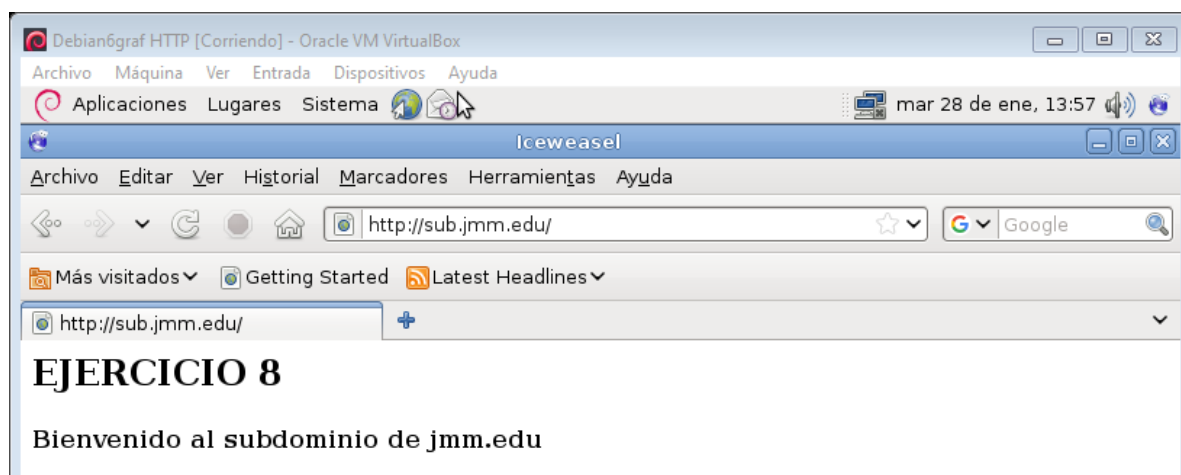 Debian6graf HTTP [Corriendo] - Oracle VM VirtualBox
Archivo Máquina Ver Entrada Dispositivos Ayuda
Aplicaciones Lugares Sistema mar 28 de ene, 13:57
Iceweasel
Archivo Editar Ver Historial Marcadores Herramientas Ayuda
http://sub.jmm.edu/ G Google
Más visitados Getting Started Latest Headlines
http://sub.jmm.edu/
EJERCICIO 8
Bienvenido al subdominio de jmm.edu